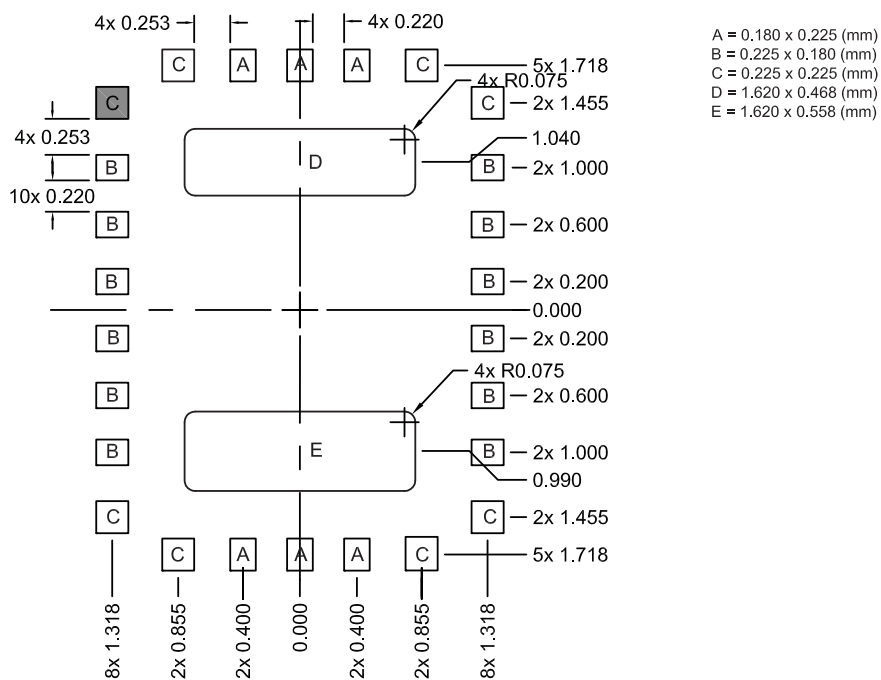 4x 0.253
4x 0.220
A = 0.180 x 0.225 (mm)
B = 0.225 x 0.180 (mm)
C = 0.225 x 0.225 (mm)
D = 1.620 x 0.468 (mm)
E = 1.620 x 0.558 (mm)
C A A A C 5x 1.718
4x R0.075
C C 2x 1.455
4x 0.253
1.040
B D B 2x 1.000
10x 0.220
B B 2x 0.600
B B 2x 0.200
0.000
B B 2x 0.200
4x R0.075
B B 2x 0.600
B E B 2x 1.000
0.990
C C 2x 1.455
C A A A C 5x 1.718
8x 1.318
2x 0.855
2x 0.400
0.000
2x 0.400
2x 0.855
8x 1.318